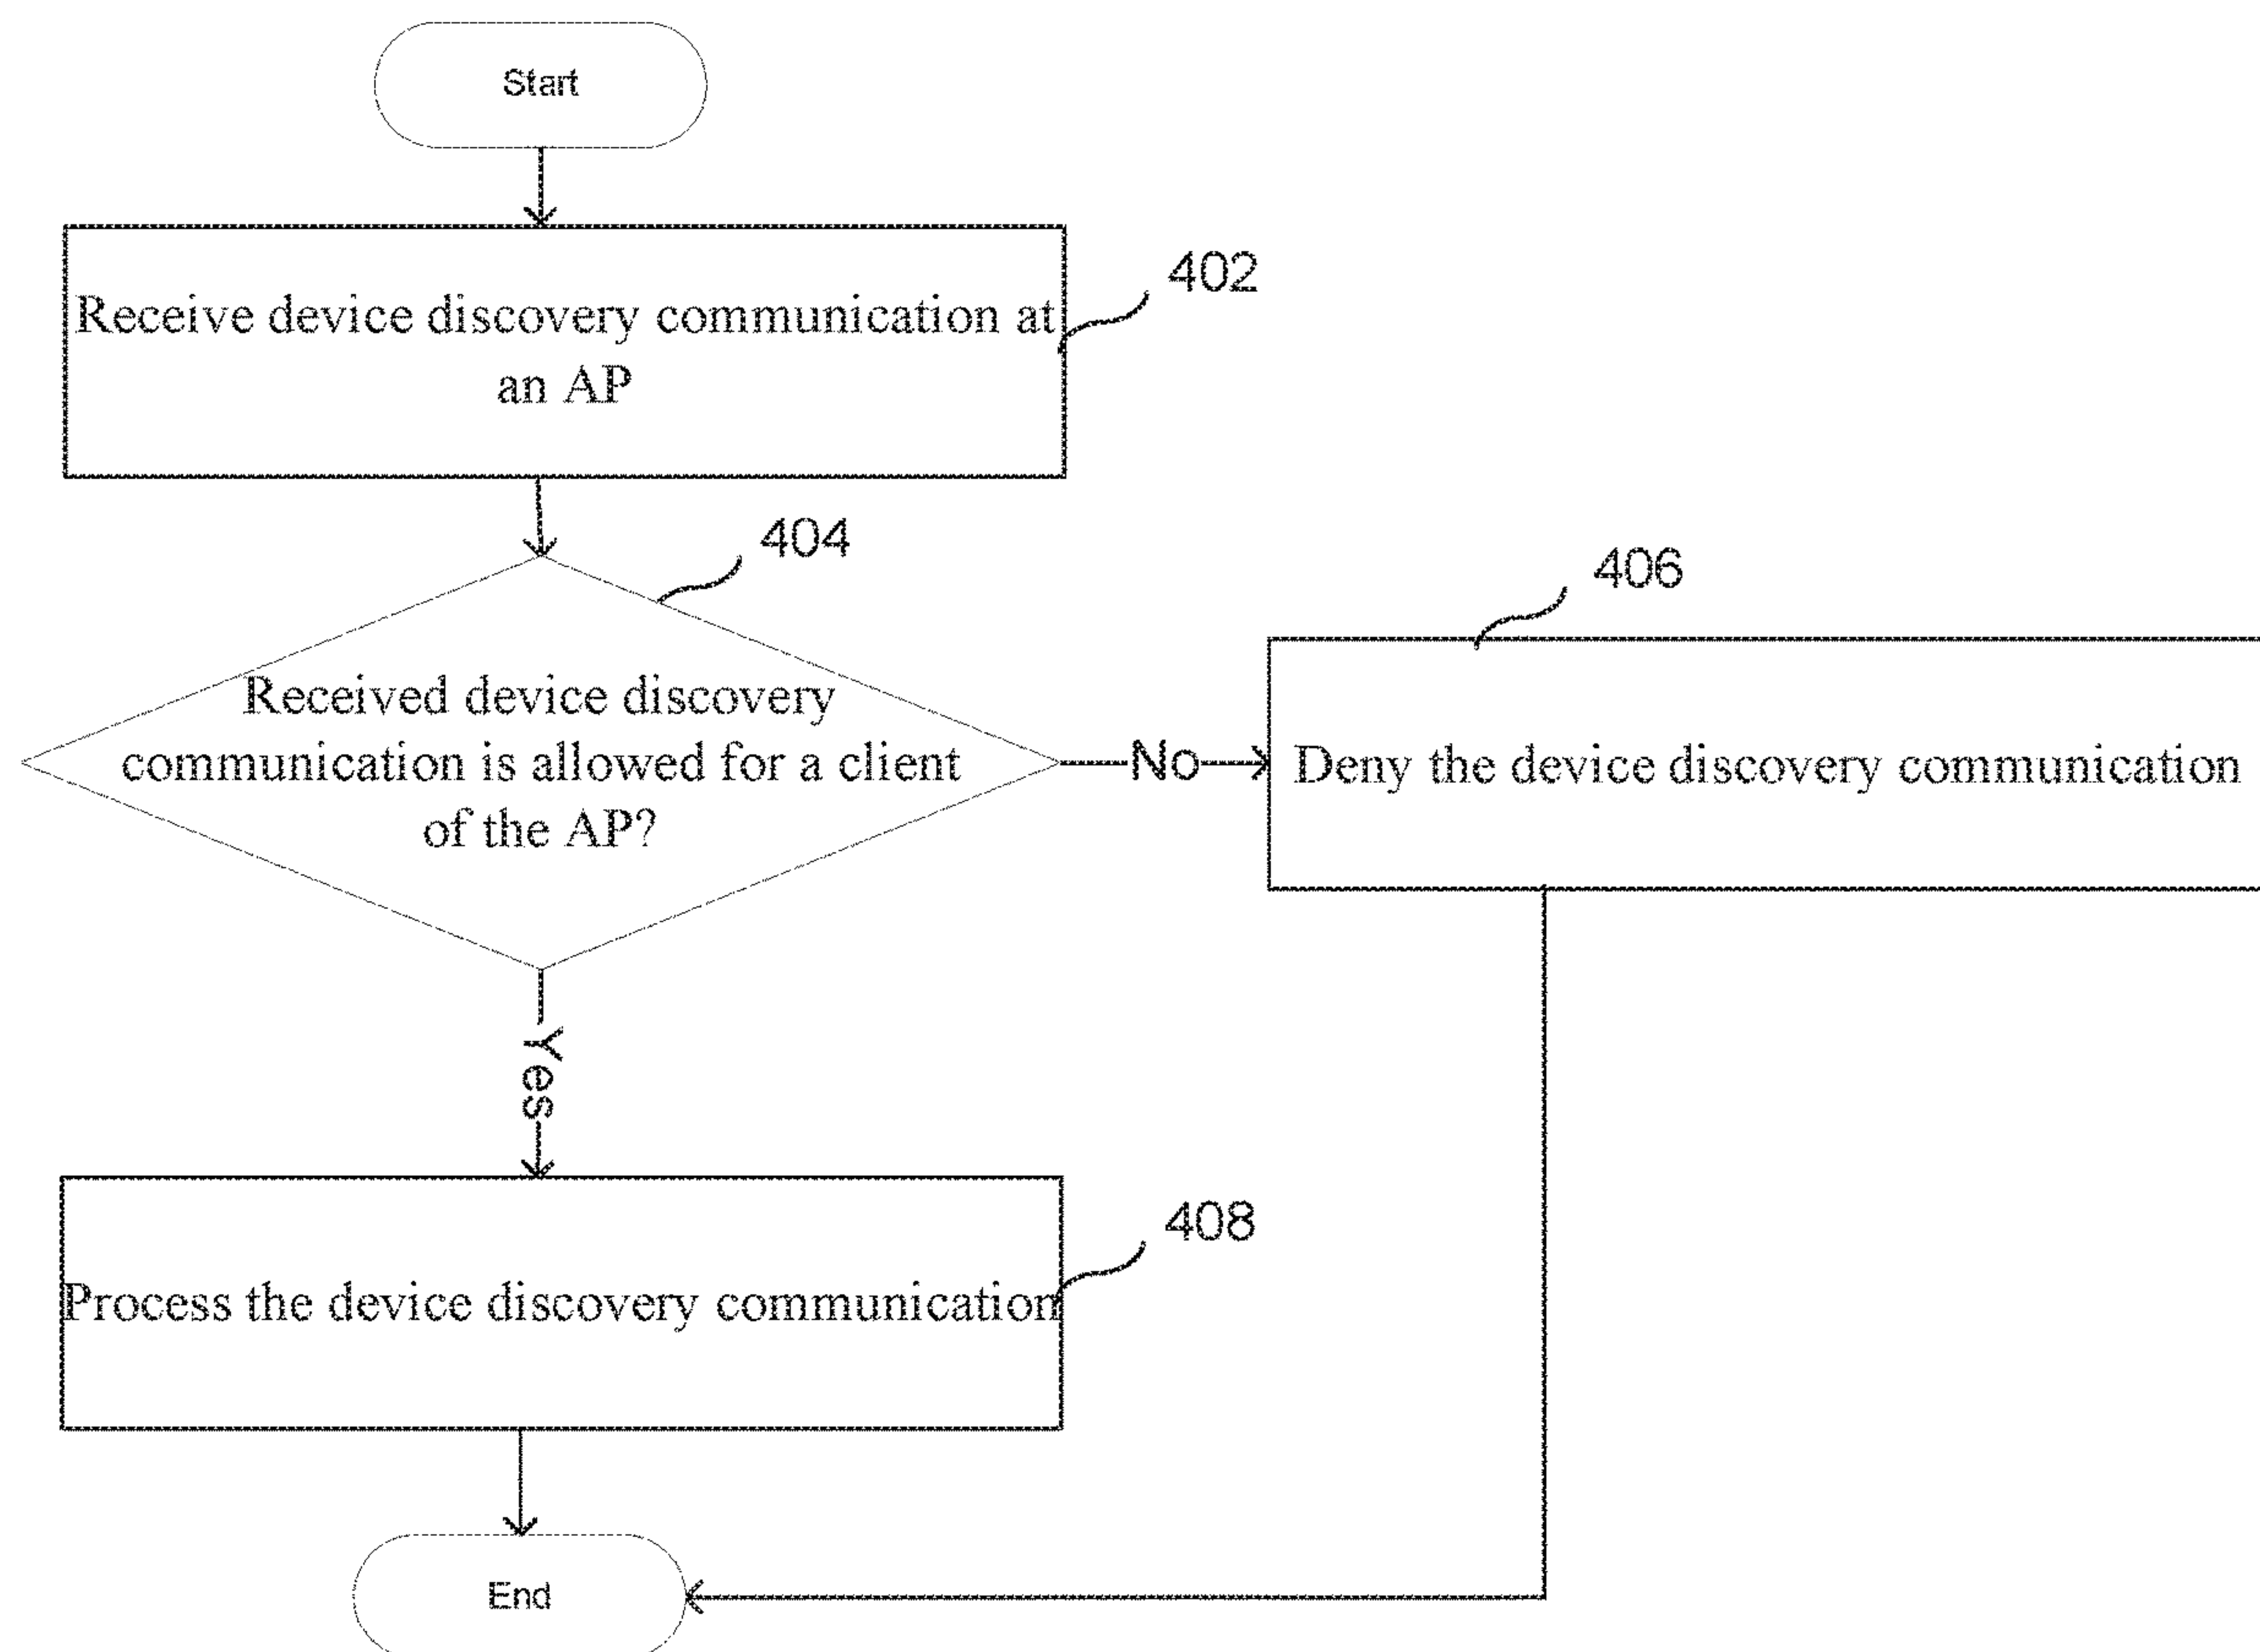 Start
Receive device discovery communication at
an AP
402
404
Received device discovery
communication is allowed for a client
of the AP?
No
406
Deny the device discovery communication
Yes
Process the device discovery communication
408
End